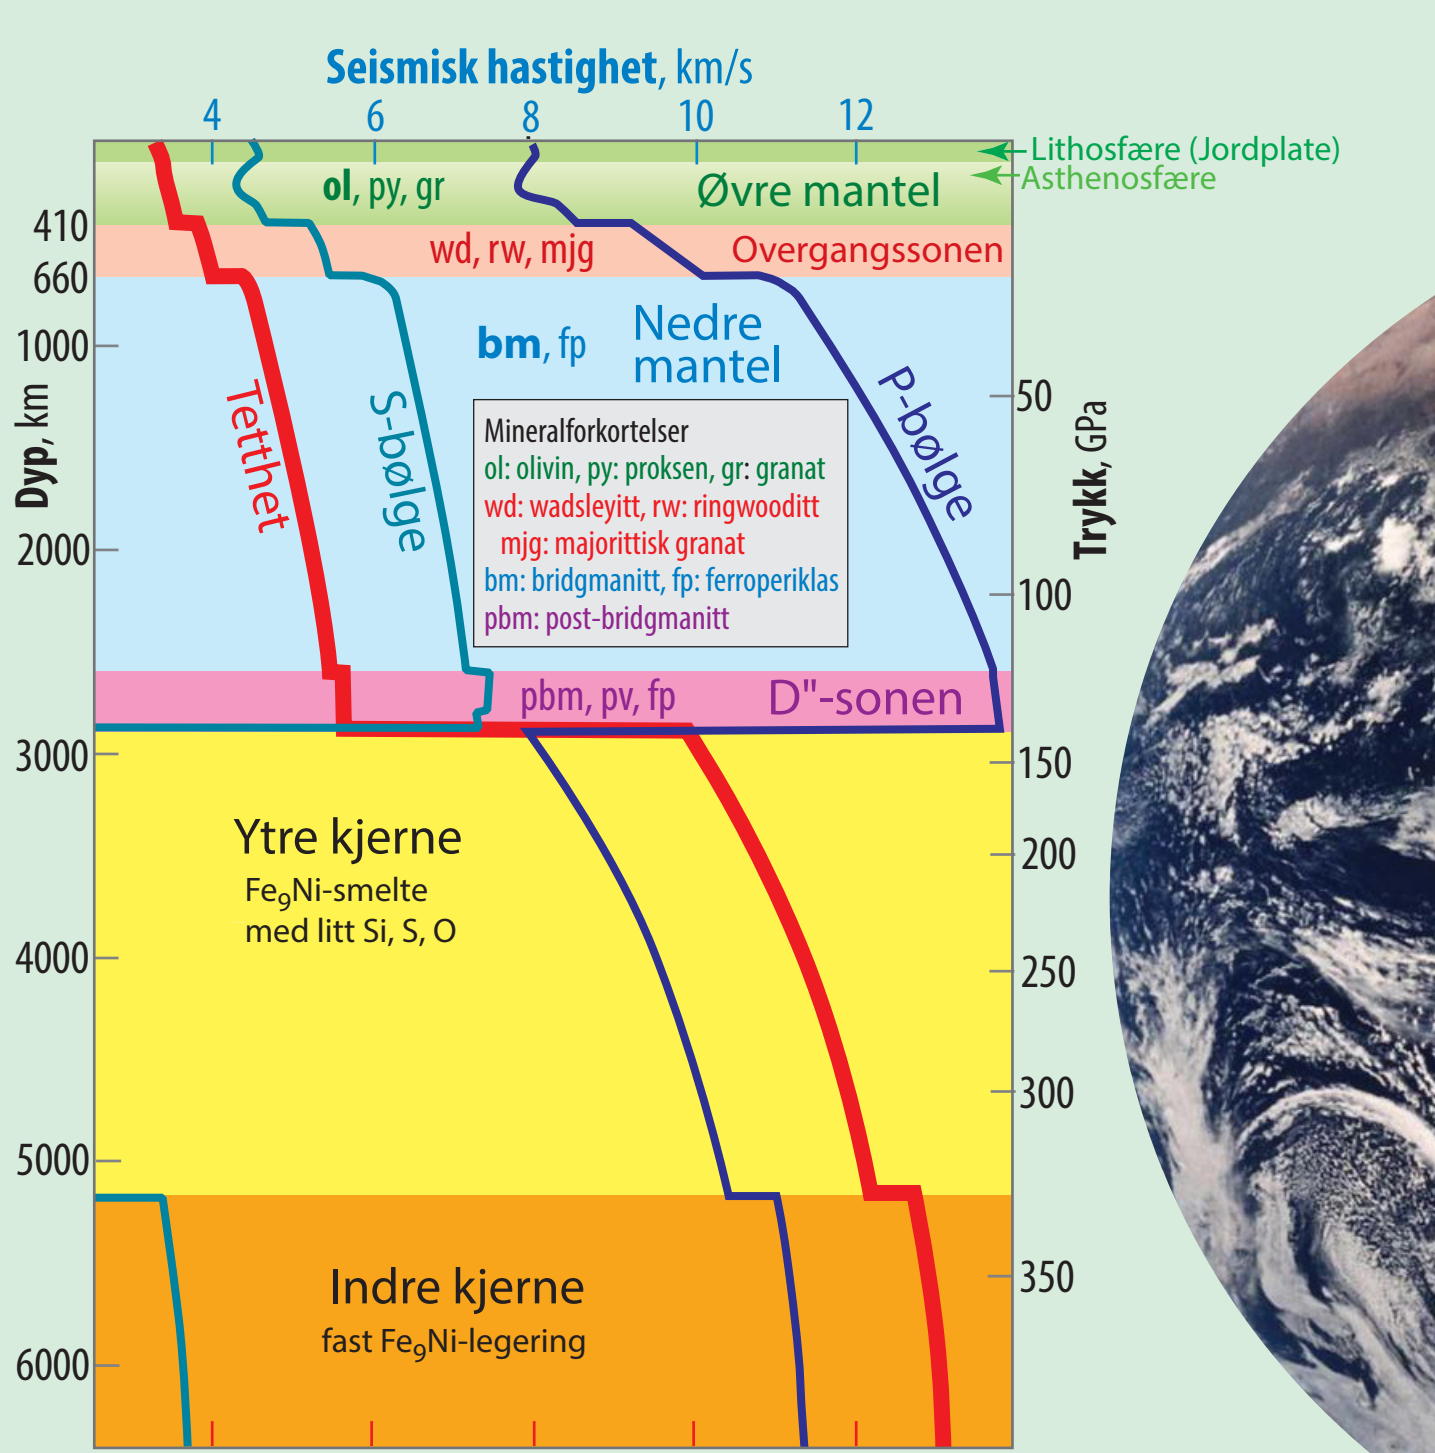 Seismisk hastighet, km/s
4 6 8 10 12
Lithosfære (Jordplate)
Asthenosfære
ol, py, gr
Øvre mantel
410
wd, rw, mjg
Overgangssonen
660
bm, fp
Nedre
mantel
1000
2000
3000
4000
5000
6000
Dyp, km
Tetthet
S-bølge
P-bølge
Mineralforkortelser
ol: olivin, py: proksen, gr: granat
wd: wadsleyitt, rw: ringwooditt
mjg: majorittisk granat
bm: bridgmanitt, fp: ferroperiklas
pbm: post-bridgmanitt
50
100
150
200
250
300
350
Trykk, GPa
pbm, pv, fp
D"-sonen
Ytre kjerne
Fe9Ni-smelte
med litt Si, S, O
Indre kjerne
fast Fe9Ni-legering